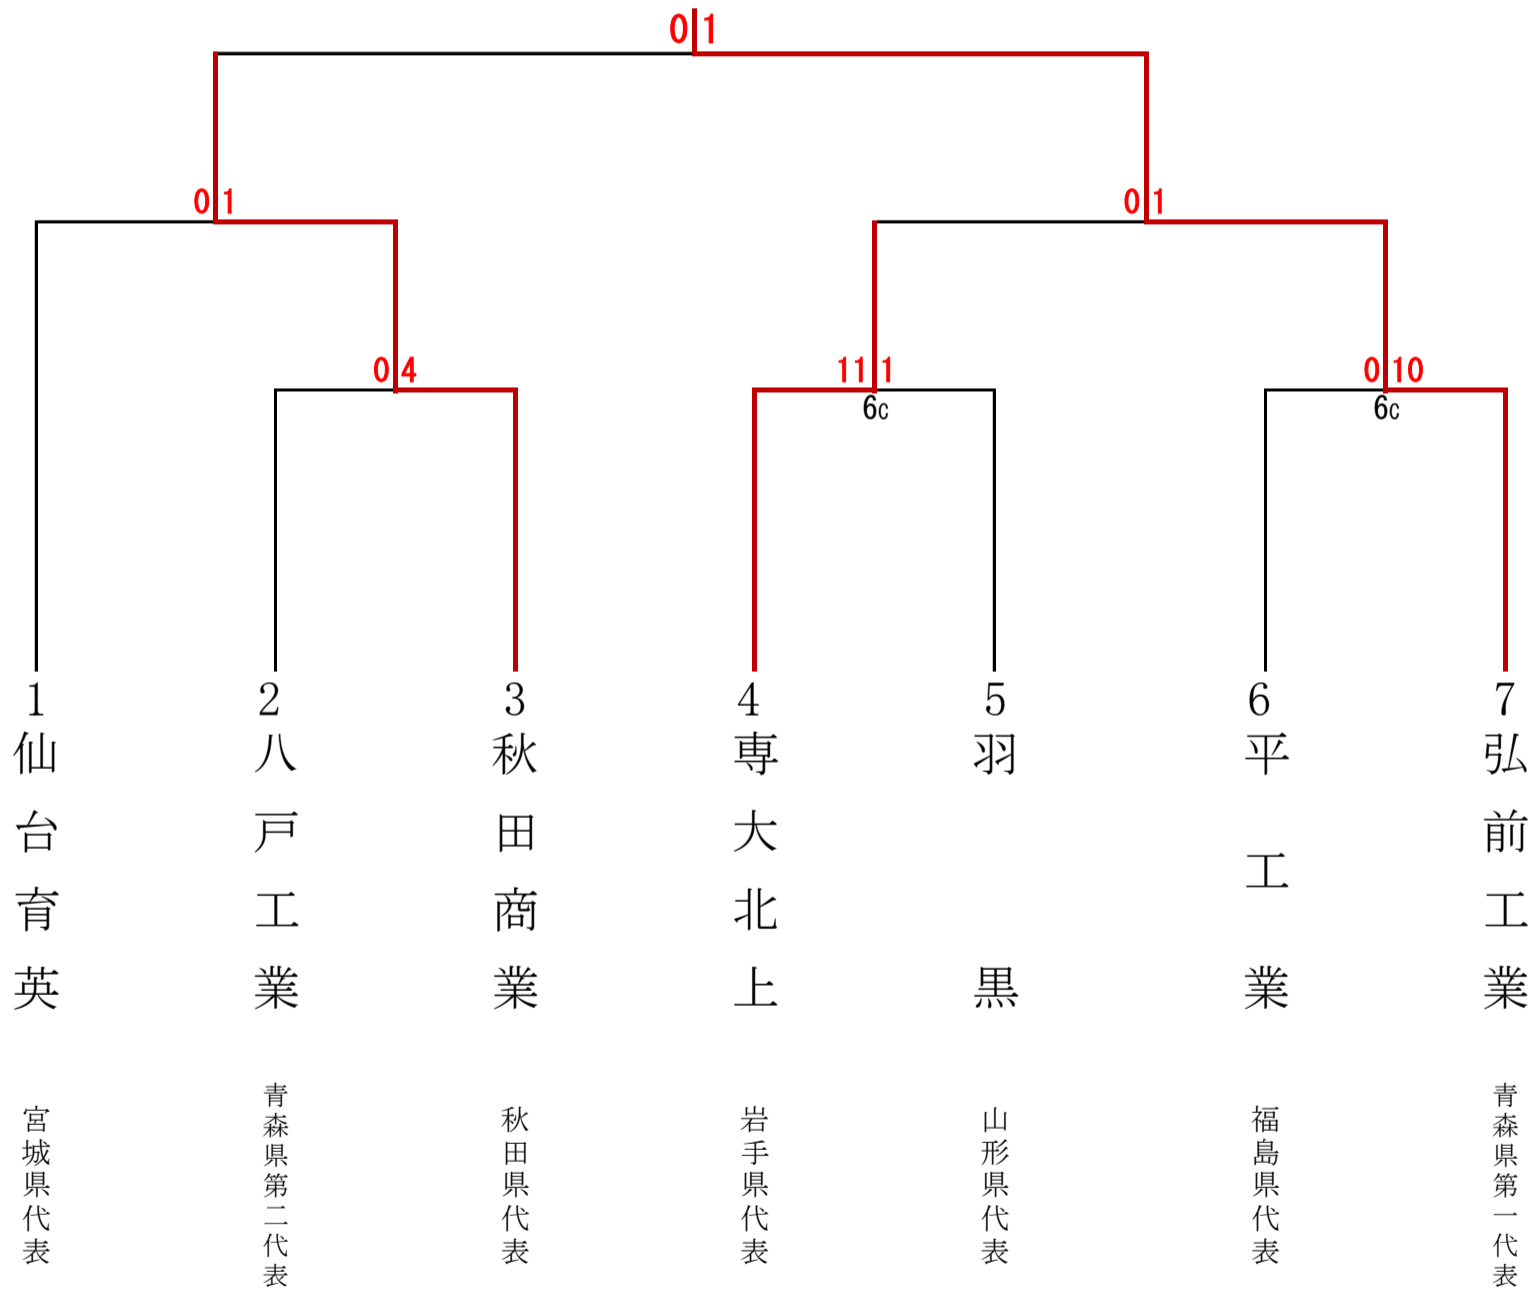 0 1
0 1
0 1
0 4
11 1
6c
0 10
6c
1
仙台育英
宮城県代表
2
八戸工業
青森県第二代表
3
秋田商業
秋田県代表
4
専大北上
岩手県代表
5
羽黒
山形県代表
6
平工業
福島県代表
7
弘前工業
青森県第一代表